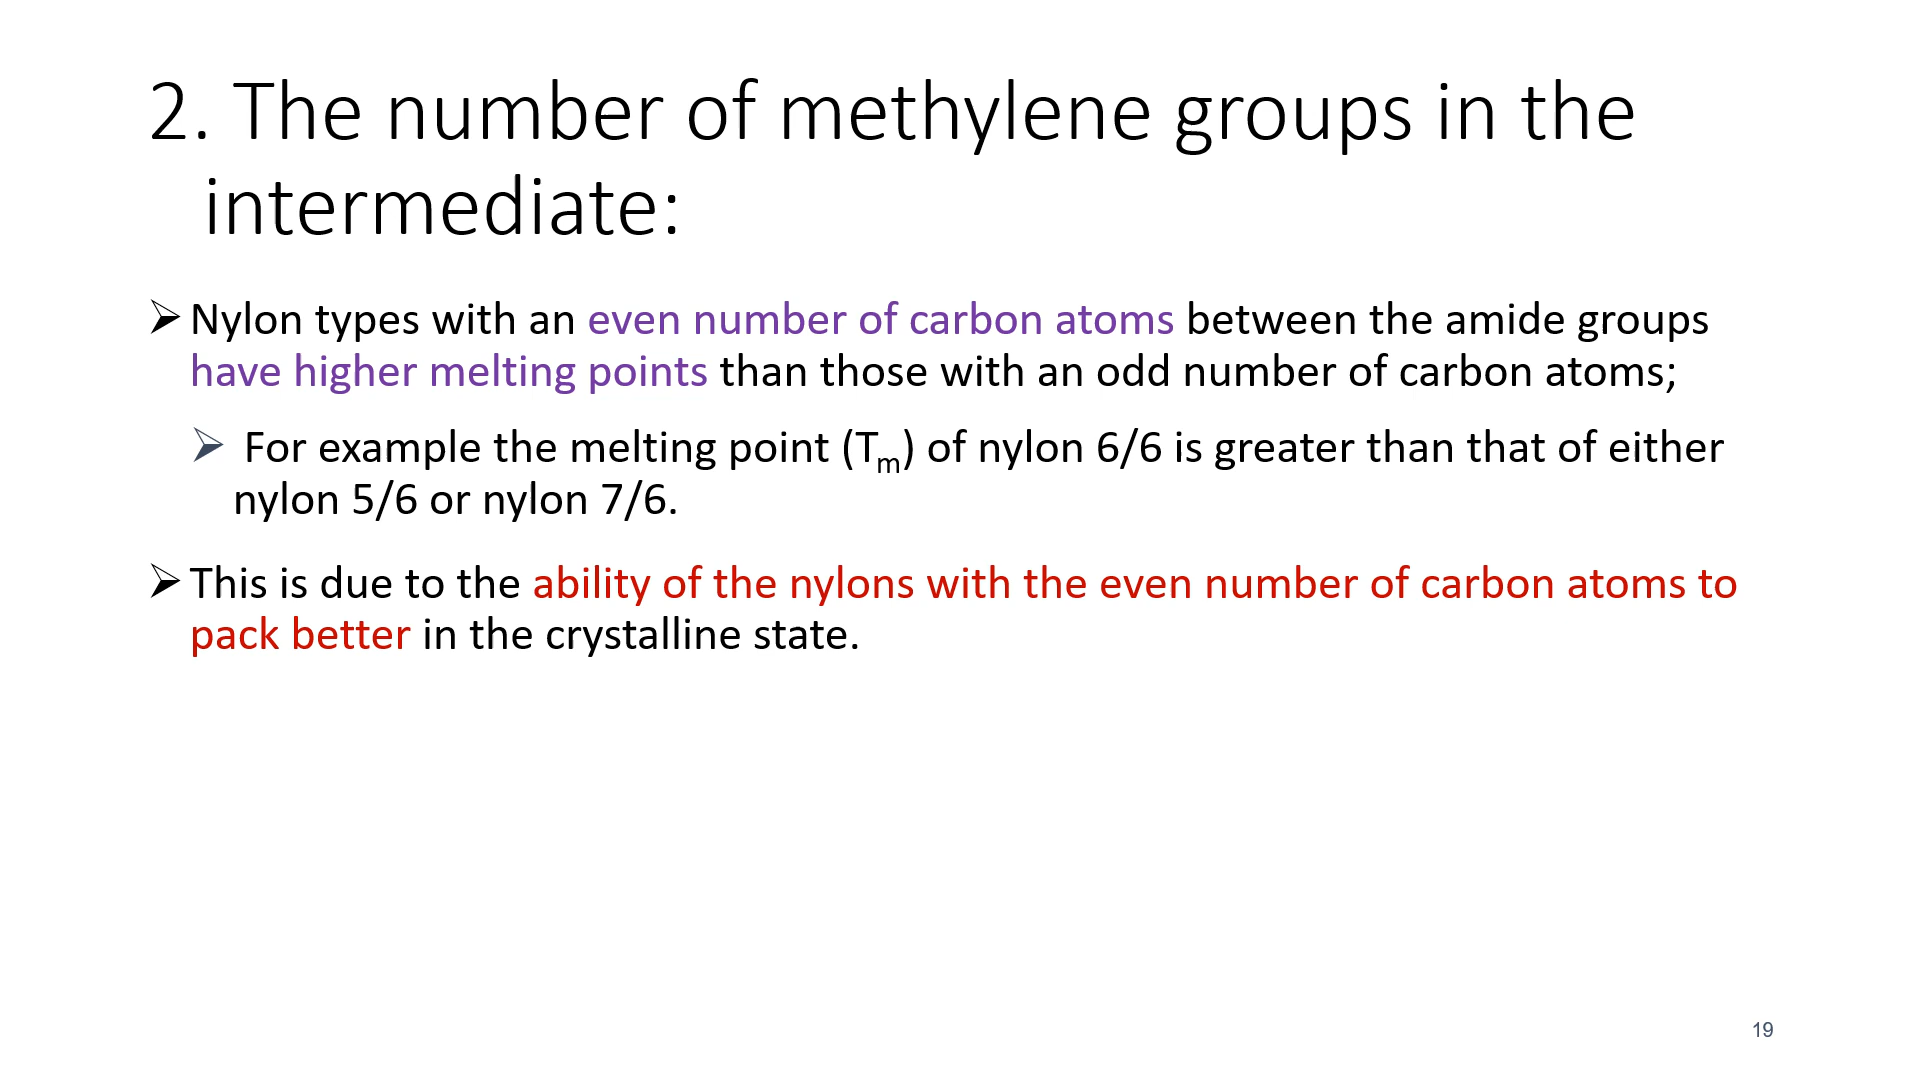 2. The number of methylene groups in the
intermediate:
➢ Nylon types with an even number of carbon atoms between the amide groups
have higher melting points than those with an odd number of carbon atoms;
➢ For example the melting point (Tm) of nylon 6/6 is greater than that of either
nylon 5/6 or nylon 7/6.
➢ This is due to the ability of the nylons with the even number of carbon atoms to
pack better in the crystalline state.
19